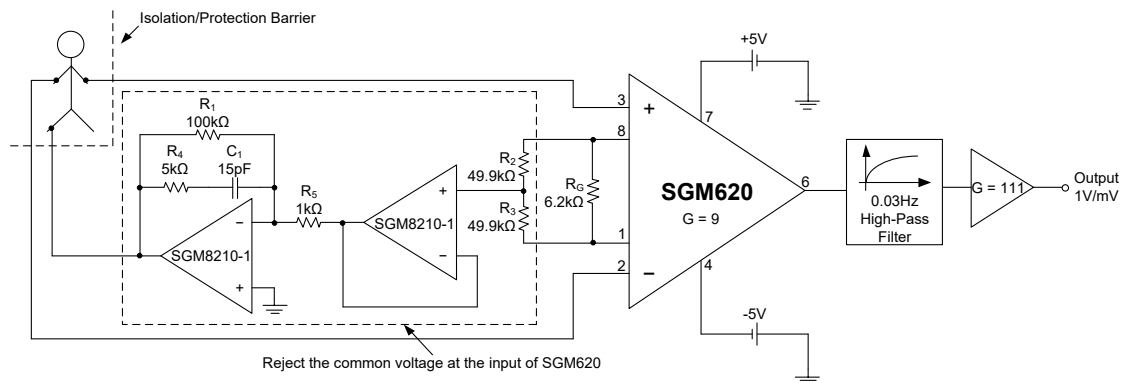 Isolation/Protection Barrier
R1
100kΩ
R4
5kΩ
C1
15pF
R5
1kΩ
SGM8210-1
+
−
SGM8210-1
−
+
R2
49.9kΩ
R3
49.9kΩ
RG
6.2kΩ
3
8
1
2
+
−
SGM620
G = 9
7
+5V
4
-5V
6
0.03Hz
High-Pass
Filter
G = 111
Output
1V/mV
Reject the common voltage at the input of SGM620